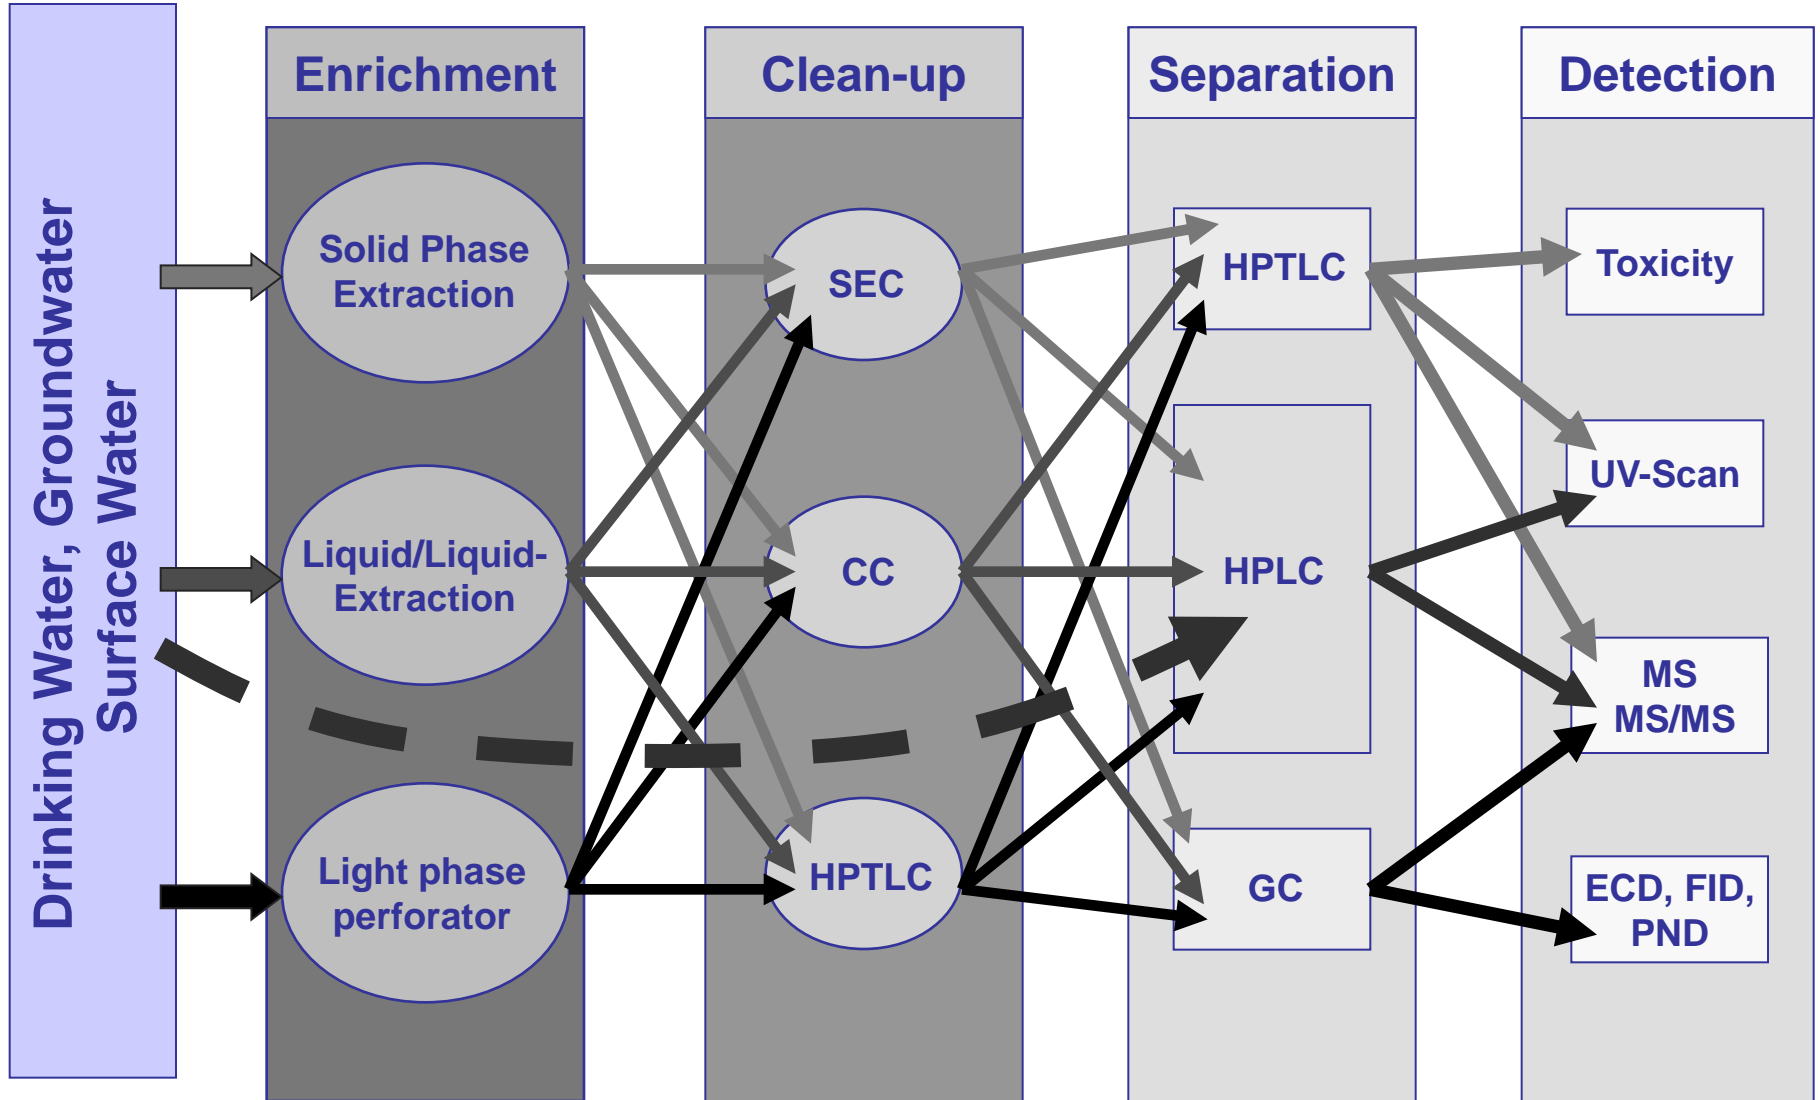 Drinking Water, Groundwater
Surface Water
Enrichment
Solid Phase
Extraction
Liquid/Liquid-
Extraction
Light phase
perforator
Clean-up
SEC
CC
HPTLC
Separation
HPTLC
HPLC
GC
Detection
Toxicity
UV-Scan
MS
MS/MS
ECD, FID,
PND